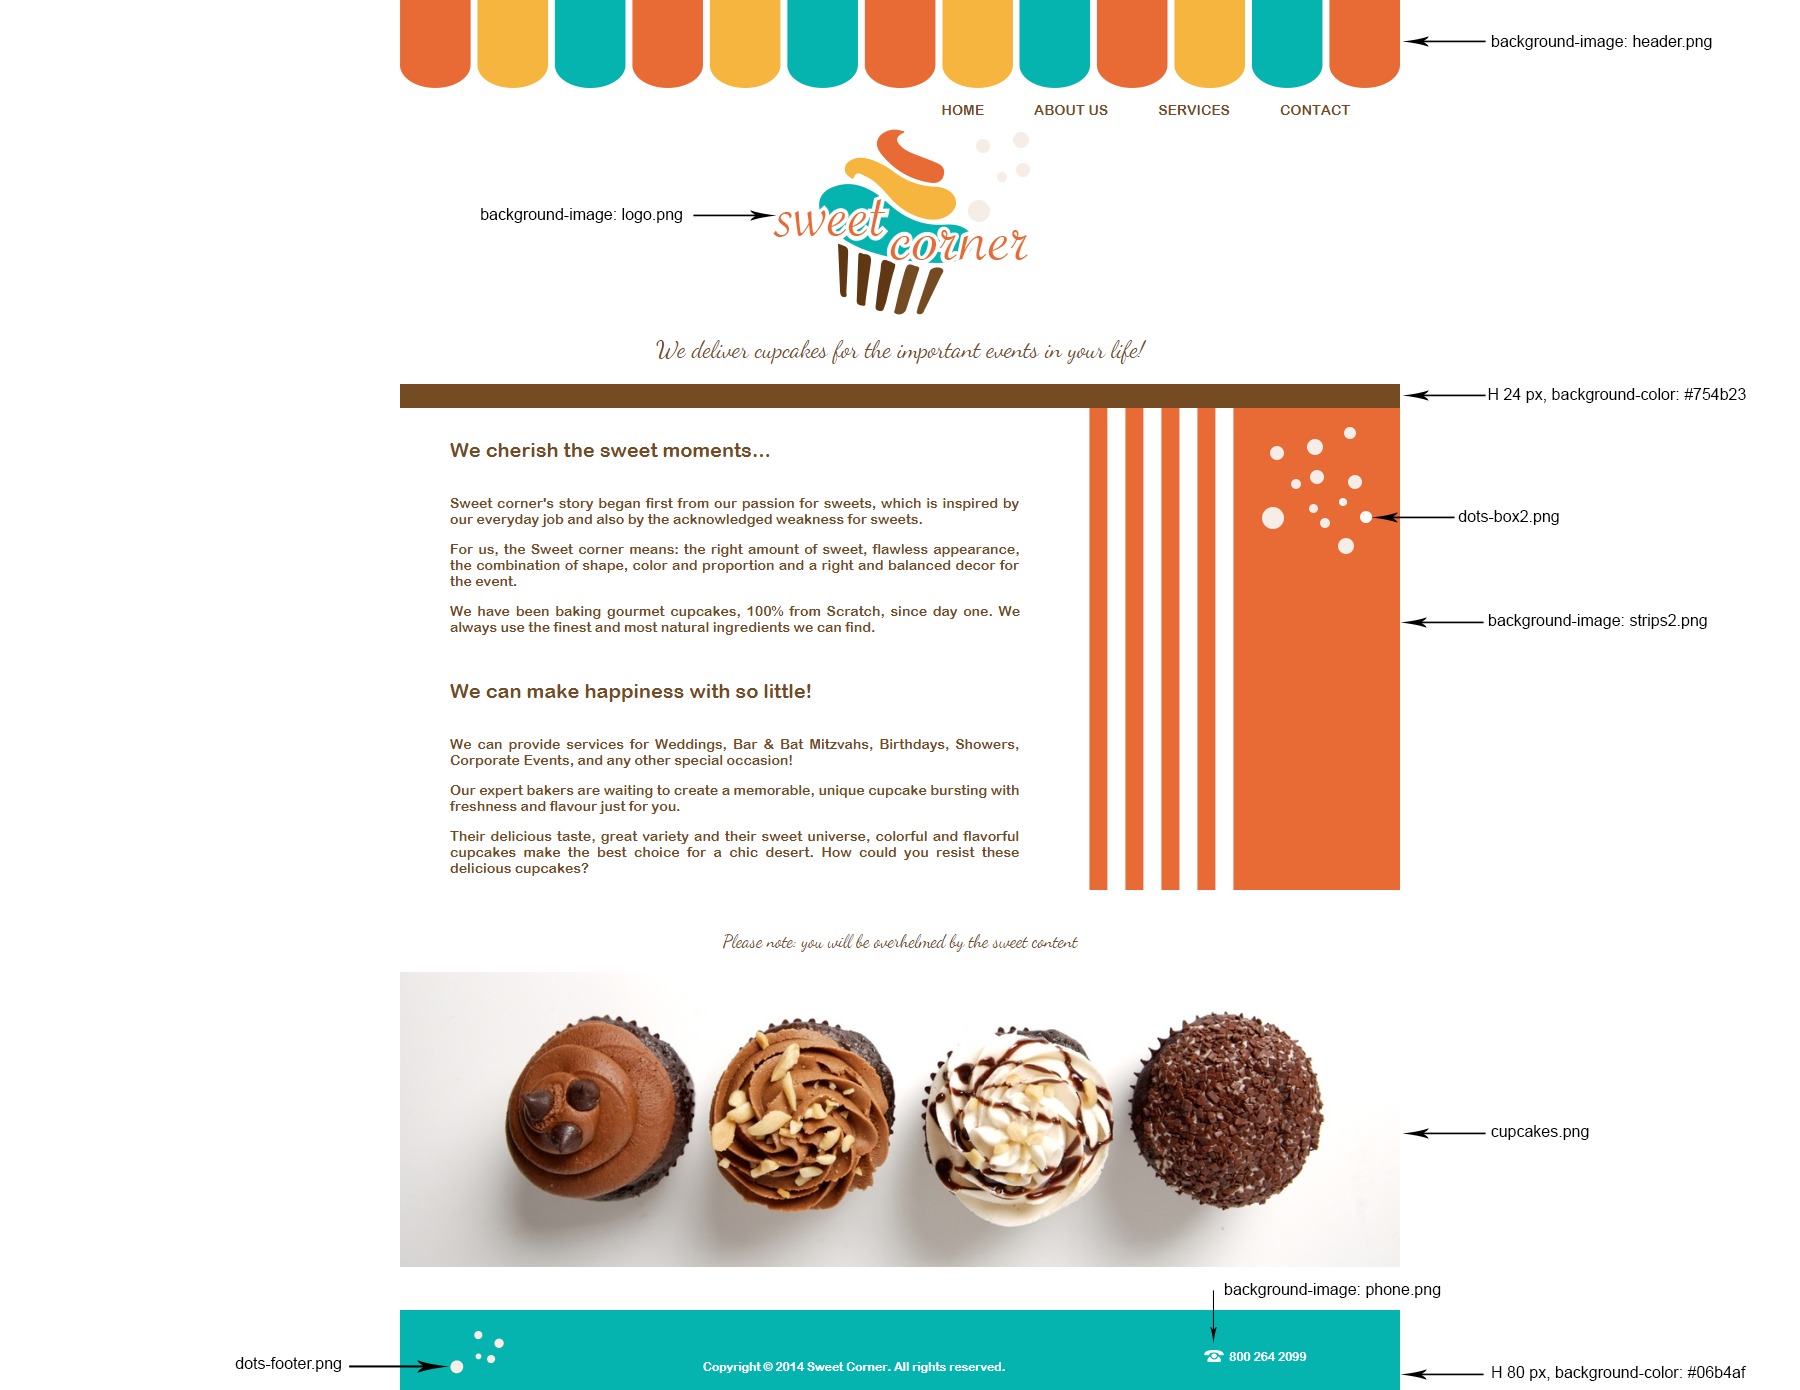 background-image: header.png
HOME ABOUT US SERVICES CONTACT
background-image: logo.png
sweet
corner
We deliver cupcakes for the important events in your life!
H 24 px, background-color: #754b23
We cherish the sweet moments...
Sweet corner's story began first from our passion for sweets, which is inspired by
our everyday job and also by the acknowledged weakness for sweets.
For us, the Sweet corner means: the right amount of sweet, flawless appearance,
the combination of shape, color and proportion and a right and balanced decor for
the event.
We have been baking gourmet cupcakes, 100% from Scratch, since day one. We
always use the finest and most natural ingredients we can find.
dots-box2.png
background-image: strips2.png
We can make happiness with so little!
We can provide services for Weddings, Bar & Bat Mitzvahs, Birthdays, Showers,
Corporate Events, and any other special occasion!
Our expert bakers are waiting to create a memorable, unique cupcake bursting with
freshness and flavour just for you.
Their delicious taste, great variety and their sweet universe, colorful and flavorful
cupcakes make the best choice for a chic desert. How could you resist these
delicious cupcakes?
Please note: you will be overhelmed by the sweet content
cupcakes.png
background-image: phone.png
dots-footer.png
Copyright © 2014 Sweet Corner. All rights reserved.
800 264 2099
H 80 px, background-color: #06b4af